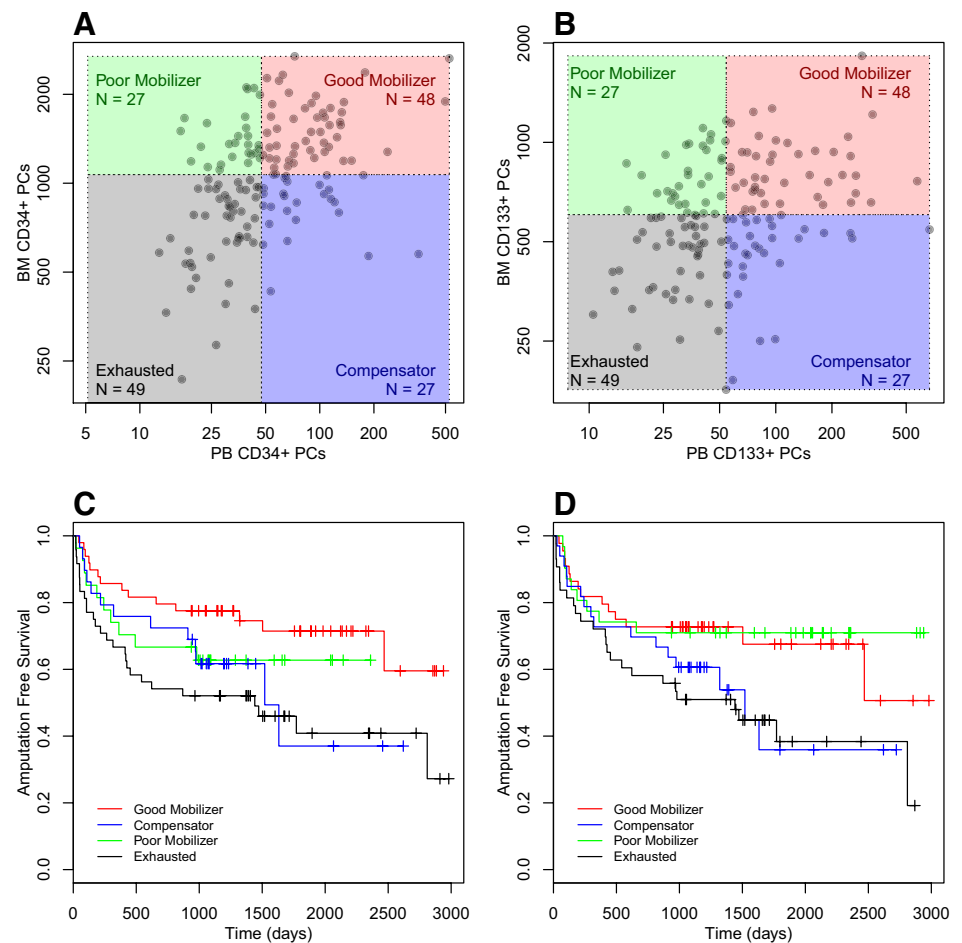 A
Poor Mobilizer
N = 27
Good Mobilizer
N = 48
Exhausted
N = 49
Compensator
N = 27
BM CD34+ PCs
250
500
1000
2000
5
10
25
50
100
200
500
PB CD34+ PCs
B
Poor Mobilizer
N = 27
Good Mobilizer
N = 48
Exhausted
N = 49
Compensator
N = 27
BM CD133+ PCs
250
500
1000
2000
10
25
50
100
200
500
PB CD133+ PCs
C
Amputation Free Survival
0.0
0.2
0.4
0.6
0.8
1.0
Good Mobilizer
Compensator
Poor Mobilizer
Exhausted
0
500
1000
1500
2000
2500
3000
Time (days)
D
Amputation Free Survival
0.0
0.2
0.4
0.6
0.8
1.0
Good Mobilizer
Compensator
Poor Mobilizer
Exhausted
0
500
1000
1500
2000
2500
3000
Time (days)